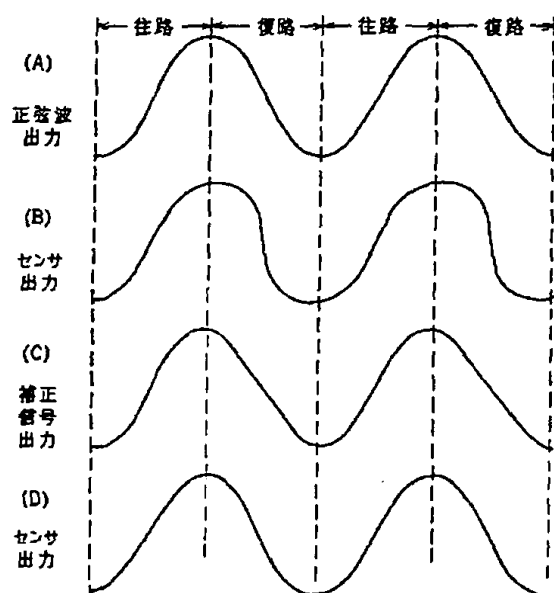 往路 復路 往路 復路
(A)
正弦波
出力
(B)
センサ
出力
(C)
補正
信号
出力
(D)
センサ
出力